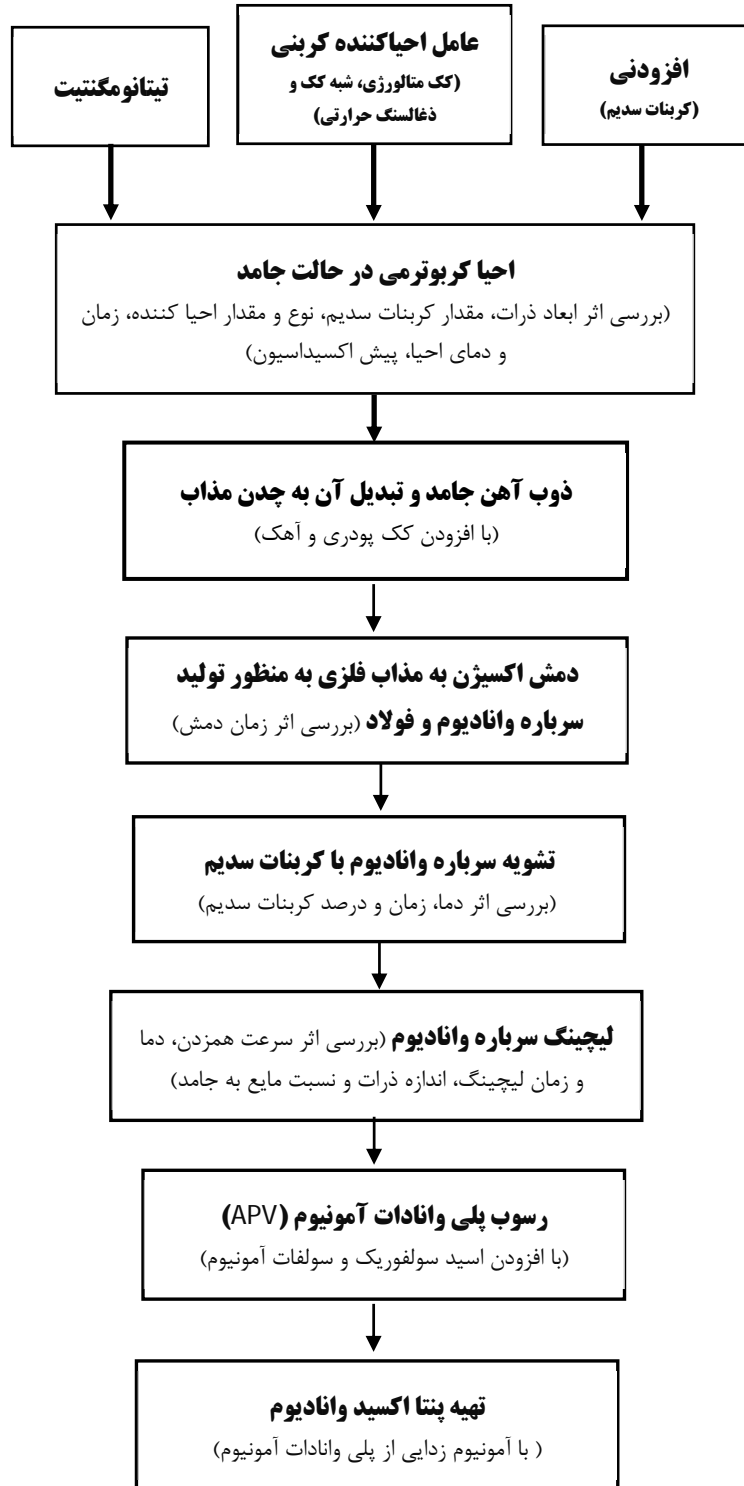 افزودنی
(کربنات سدیم)
عامل احیاکننده کربنی
(کک متالورژی، شبه کک و
ذغالسنگ حرارتی)
تیتانومگنتیت
احیا کربوترمی در حالت جامد
(بررسی اثر ابعاد ذرات، مقدار کربنات سدیم، نوع و مقدار احیا کننده، زمان
و دمای احیا، پیش اکسیداسیون)
ذوب آهن جامد و تبدیل آن به چدن مذاب
(با افزودن کک پودری و آهک)
دمش اکسیژن به مذاب فلزی به منظور تولید
سرباره وانادیوم و فولاد (بررسی اثر زمان دمش)
تشویه سرباره وانادیوم با کربنات سدیم
(بررسی اثر دما، زمان و درصد کربنات سدیم)
لیچینگ سرباره وانادیوم (بررسی اثر سرعت همزدن، دما
و زمان لیچینگ، اندازه ذرات و نسبت مایع به جامد)
رسوب پلی وانادات آمونیوم (APV)
(با افزودن اسید سولفوریک و سولفات آمونیوم)
تهیه پنتا اکسید وانادیوم
( با آمونیوم زدایی از پلی وانادات آمونیوم)